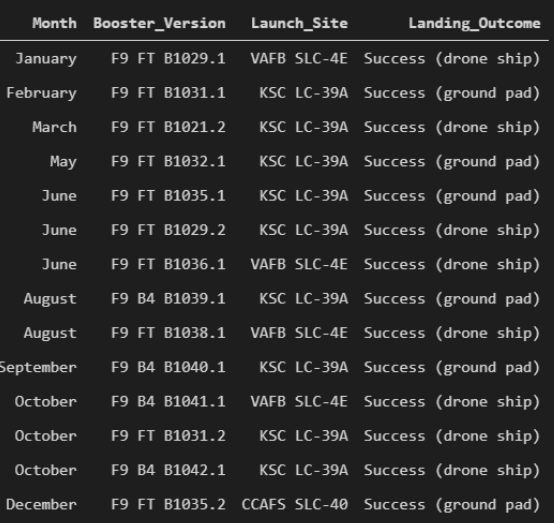 Month Booster_Version Launch_Site Landing_Outcome
January F9 FT B1029.1 VAFB SLC-4E Success (drone ship)
February F9 FT B1031.1 KSC LC-39A Success (ground pad)
March F9 FT B1021.2 KSC LC-39A Success (drone ship)
May F9 FT B1032.1 KSC LC-39A Success (ground pad)
June F9 FT B1035.1 KSC LC-39A Success (ground pad)
June F9 FT B1029.2 KSC LC-39A Success (drone ship)
June F9 FT B1036.1 VAFB SLC-4E Success (drone ship)
August F9 B4 B1039.1 KSC LC-39A Success (ground pad)
August F9 FT B1038.1 VAFB SLC-4E Success (drone ship)
September F9 B4 B1040.1 KSC LC-39A Success (ground pad)
October F9 B4 B1041.1 VAFB SLC-4E Success (drone ship)
October F9 FT B1031.2 KSC LC-39A Success (drone ship)
October F9 B4 B1042.1 KSC LC-39A Success (drone ship)
December F9 FT B1035.2 CCAFS SLC-40 Success (ground pad)